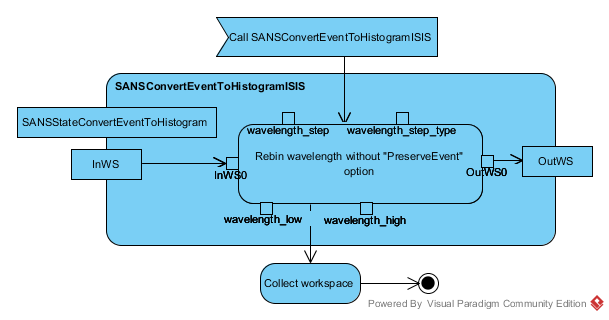 Call SANSConvertEventToHistogramISIS
SANSConvertEventToHistogramISIS
SANSStateConvertEventToHistogram
wavelength_step
wavelength_step_type
InWS
InWS0
Rebin wavelength without "PreserveEvent"
option
OutWS0
OutWS
wavelength_low
wavelength_high
Collect workspace
Powered By Visual Paradigm Community Edition